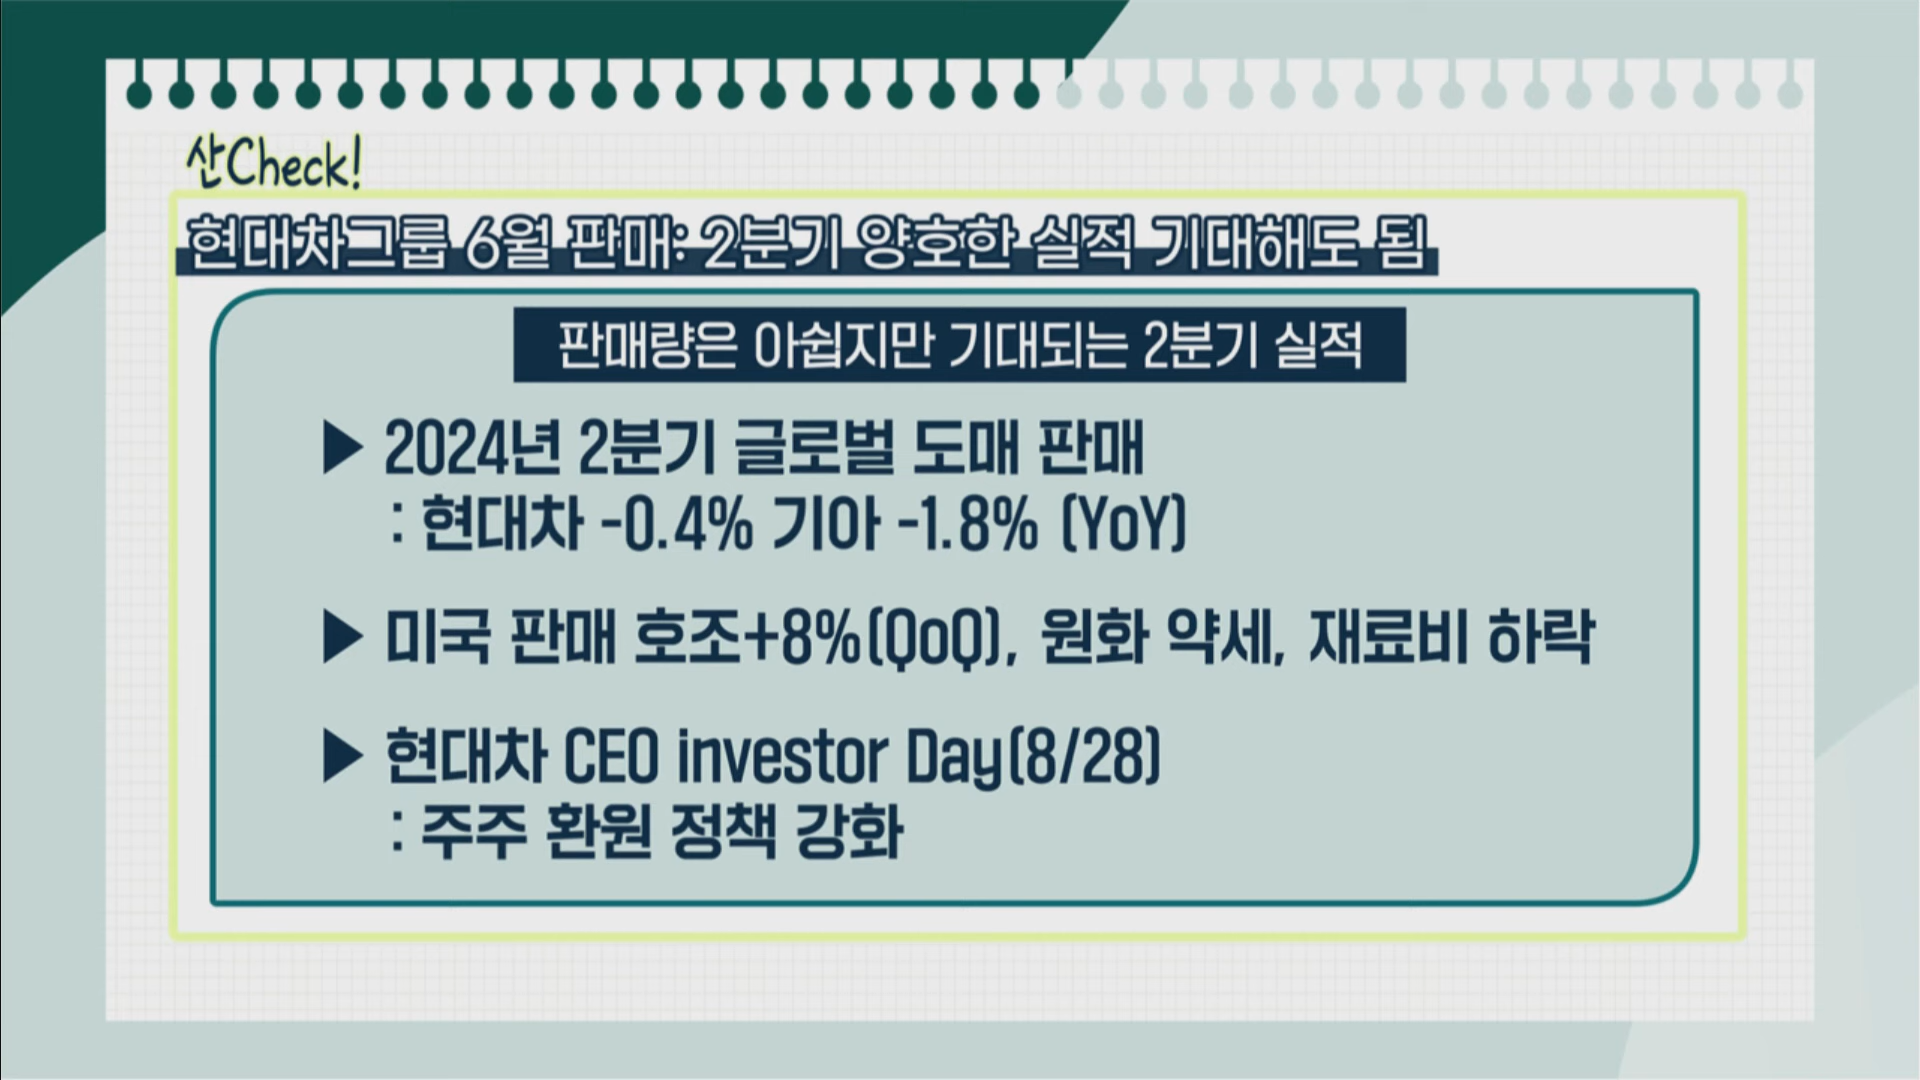 산Check!
현대차그룹 6월 판매: 2분기 양호한 실적 기대해도 됨
판매량은 아쉽지만 기대되는 2분기 실적
▶ 2024년 2분기 글로벌 도매 판매
: 현대차 -0.4% 기아 -1.8% (YoY)
▶ 미국 판매 호조+8%(QoQ), 원화 약세, 재료비 하락
▶ 현대차 CEO investor Day(8/28)
: 주주 환원 정책 강화